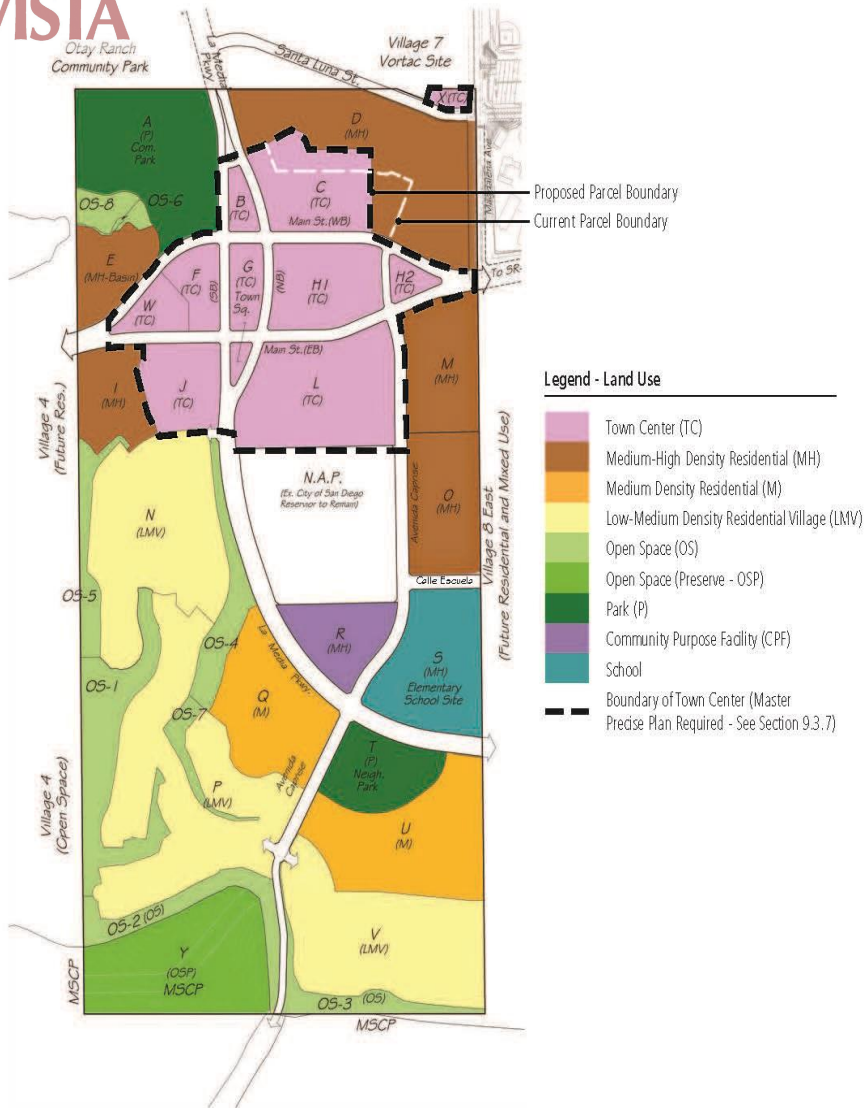 VISTA
Otay Ranch
Community Park
La Media
Pkwy.
Santa Luna St.
Village 7
Vortac Site
X (TC)
Magdalena Ave.
A
(P)
Com.
Park
D
(MH)
B
(TC)
C
(TC)
Main St.(WB)
Proposed Parcel Boundary
Current Parcel Boundary
OS-8
OS-6
E
(MH-Basin)
F
(TC)
(SB)
G
(TC)
Town
Sq.
(NB)
H1
(TC)
H2
(TC)
To SR-
W
(TC)
Main St.(EB)
I
(MH)
J
(TC)
L
(TC)
M
(MH)
Village 4
(Future Res.)
N.A.P.
(Ex. City of San Diego
Reservoir to Remain)
Avenida Caprise
O
(MH)
Village 8 East
(Future Residential and Mixed Use)
Calle Escuela
N
(LMV)
OS-5
OS-4
La Media Pkwy.
R
(MH)
S
(MH)
Elementary
School Site
OS-1
OS-7
Q
(M)
Avenida
Caprise
T
(P)
Neigh.
Park
P
(LMV)
U
(M)
Village 4
(Open Space)
OS-2 (OS)
V
(LMV)
Y
(OSP)
MSCP
MSCP
OS-3 (OS)
MSCP
Legend - Land Use
Town Center (TC)
Medium-High Density Residential (MH)
Medium Density Residential (M)
Low-Medium Density Residential Village (LMV)
Open Space (OS)
Open Space (Preserve - OSP)
Park (P)
Community Purpose Facility (CPF)
School
Boundary of Town Center (Master
Precise Plan Required - See Section 9.3.7)